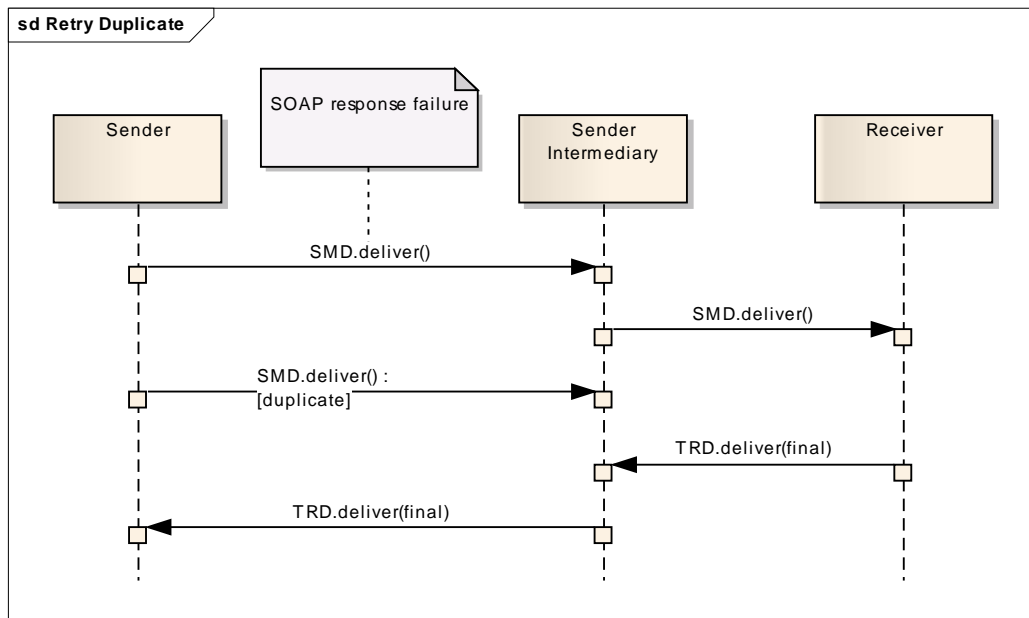 sd Retry Duplicate
SOAP response failure
Sender
Sender
Intermediary
Receiver
SMD.deliver()
SMD.deliver()
SMD.deliver() :
[duplicate]
TRD.deliver(final)
TRD.deliver(final)